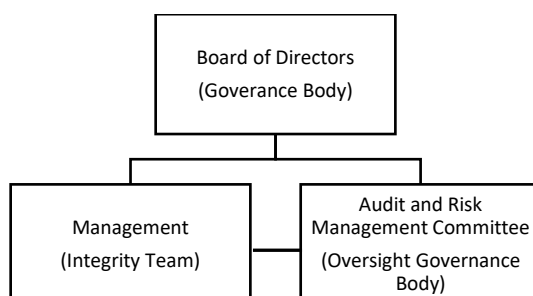 Board of Directors
(Goverance Body)
Management
(Integrity Team)
Audit and Risk
Management Committee
(Oversight Governance
Body)